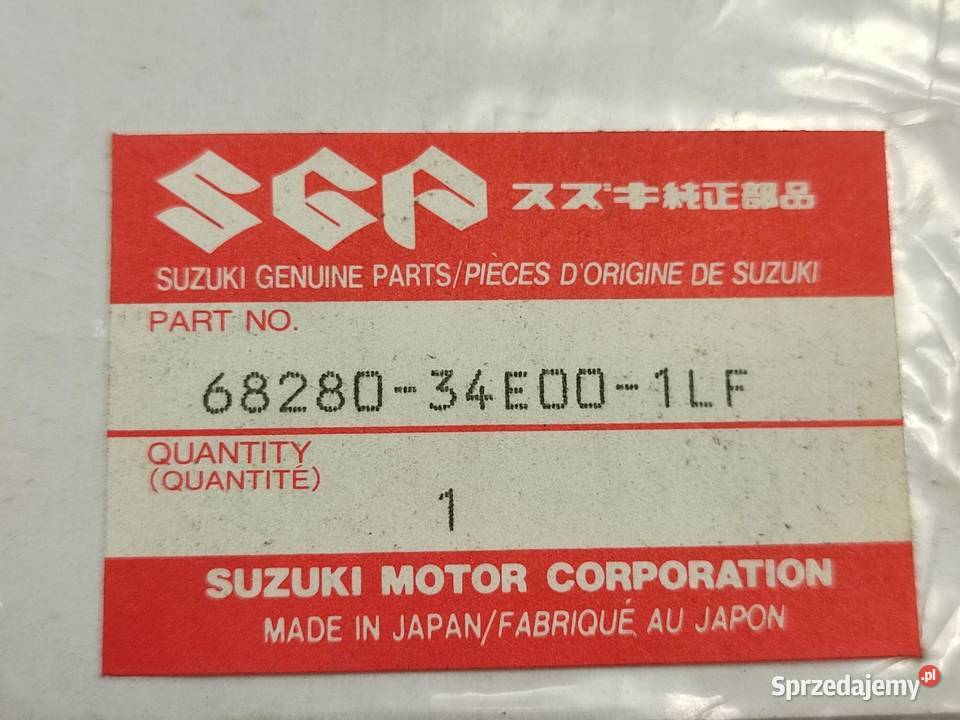 SGP スズキ純正部品
SUZUKI GENUINE PARTS/PIÈCES D'ORIGINE DE SUZUKI
PART NO.
68280-34E00-1LF
QUANTITY
(QUANTITÉ)
1
SUZUKI MOTOR CORPORATION
MADE IN JAPAN/FABRIQUÉ AU JAPON
Sprzedajemy.pl